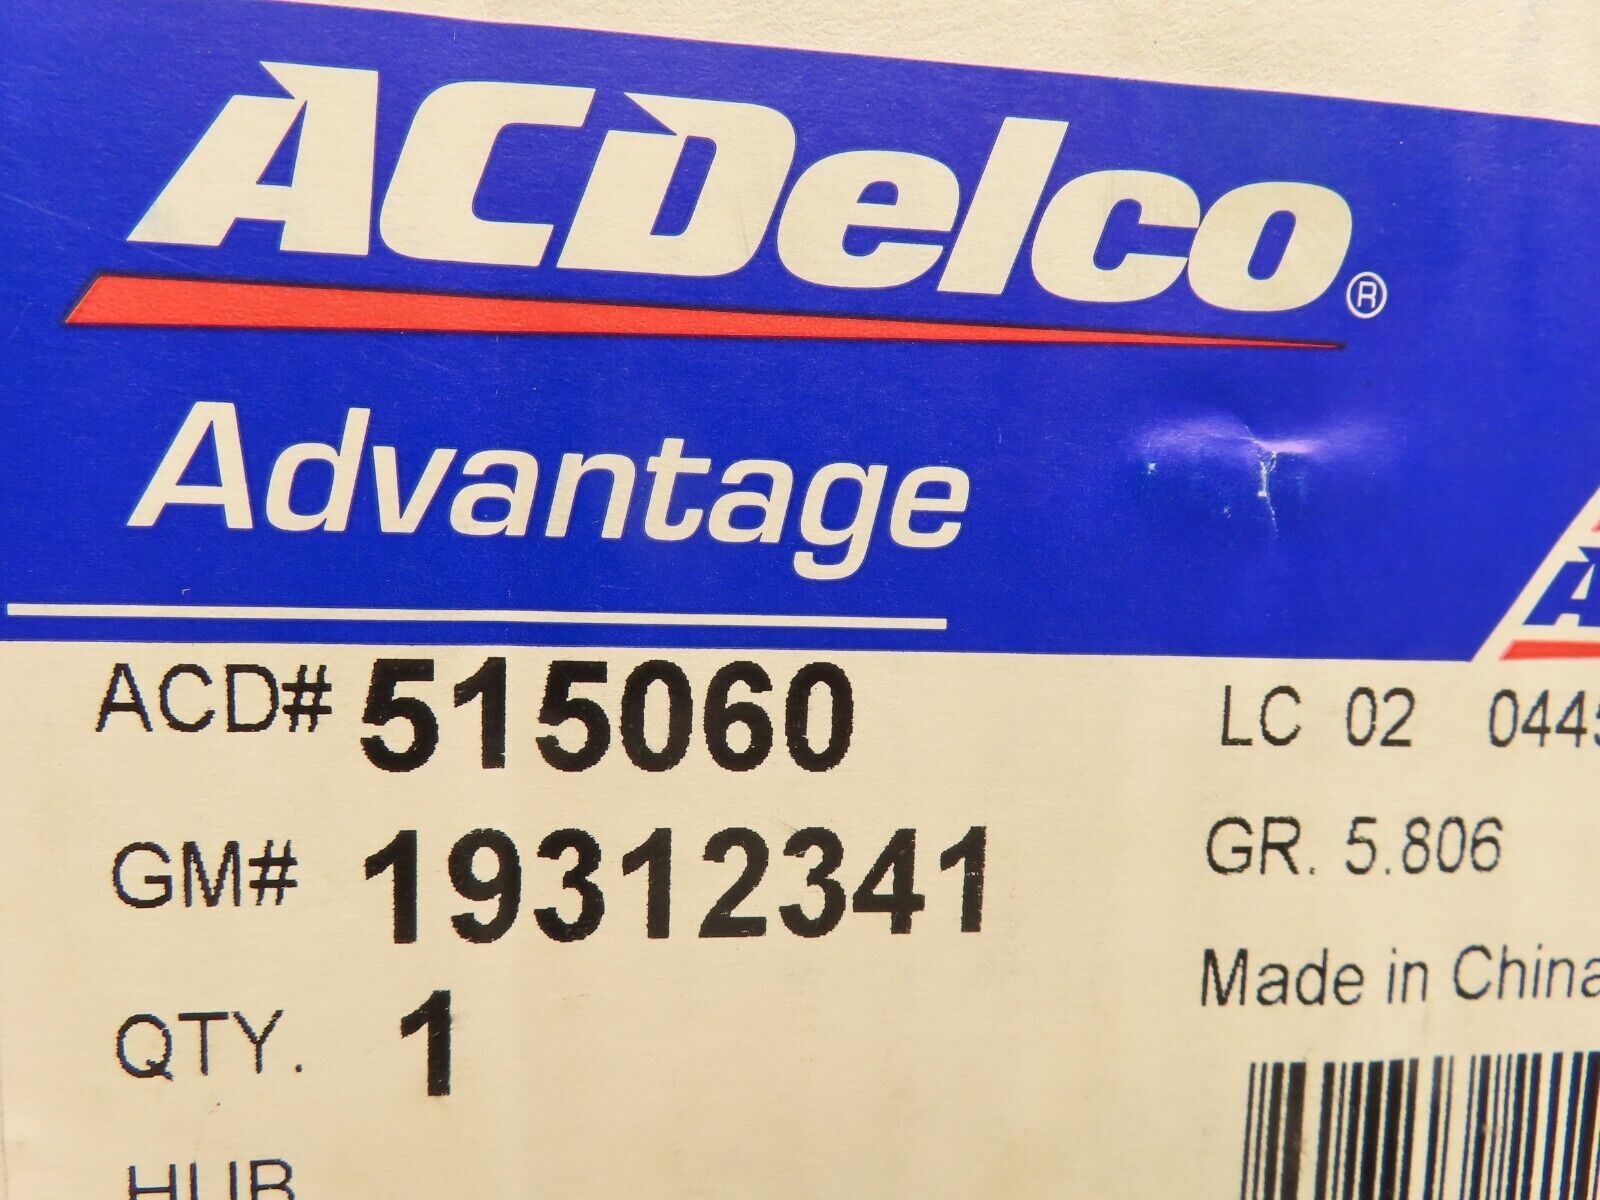 ACDelco®
Advantage
ACD# 515060
LC 02 0445
GM# 19312341
GR. 5.806
Made in China
QTY. 1
HUB